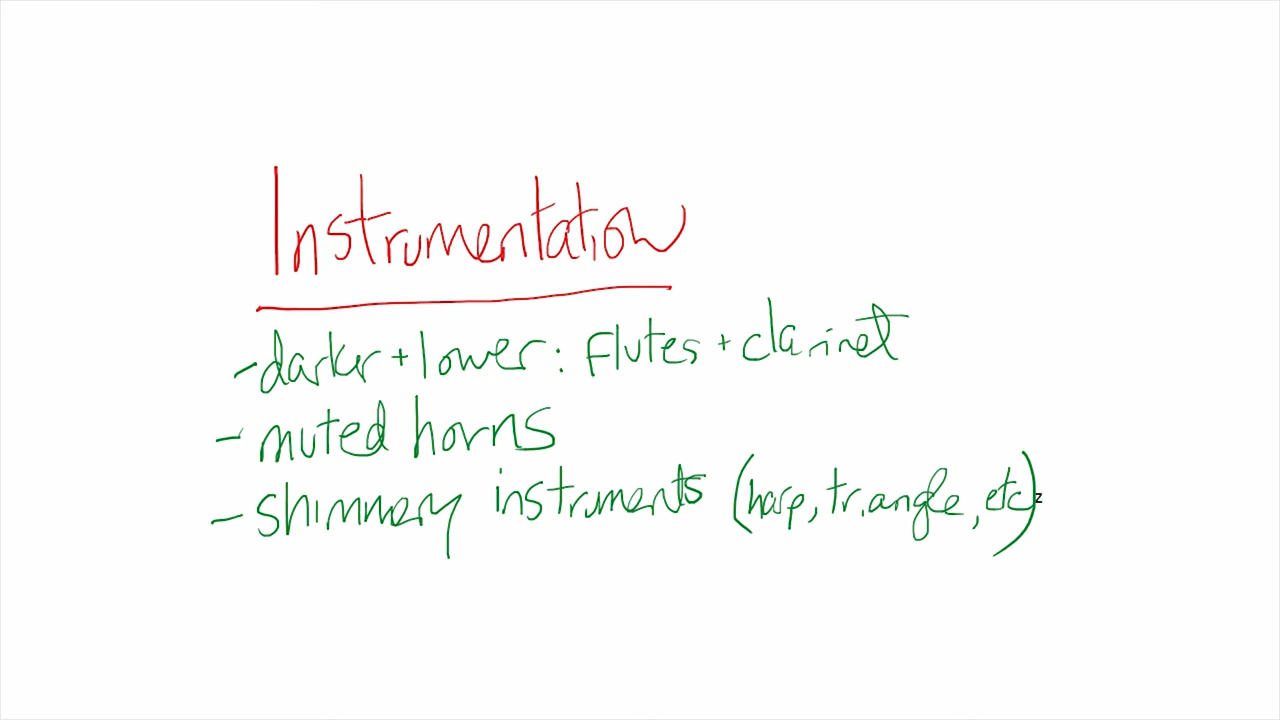 Instrumentation
- darker + lower: flutes + clarinet
- muted horns
- shimmery instruments (harp, triangle, etc)